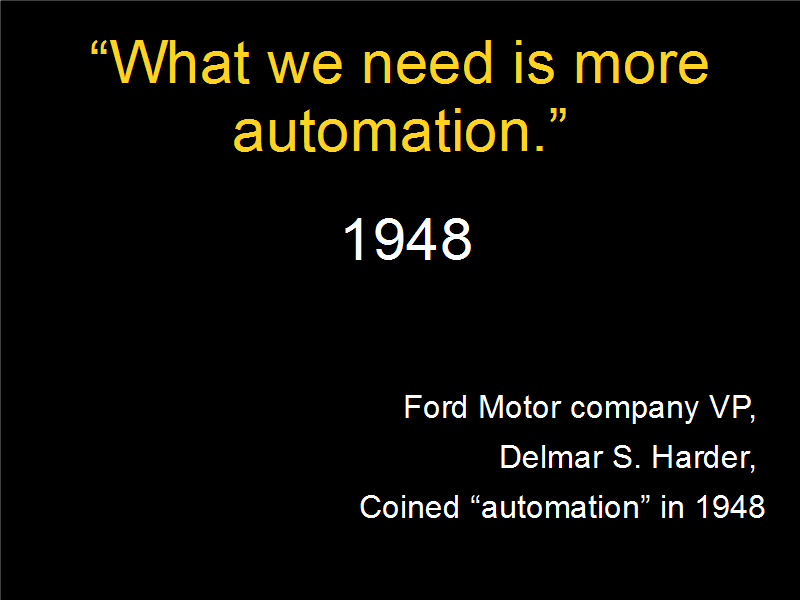 “What we need is more
automation.”
1948
Ford Motor company VP,
Delmar S. Harder,
Coined “automation” in 1948